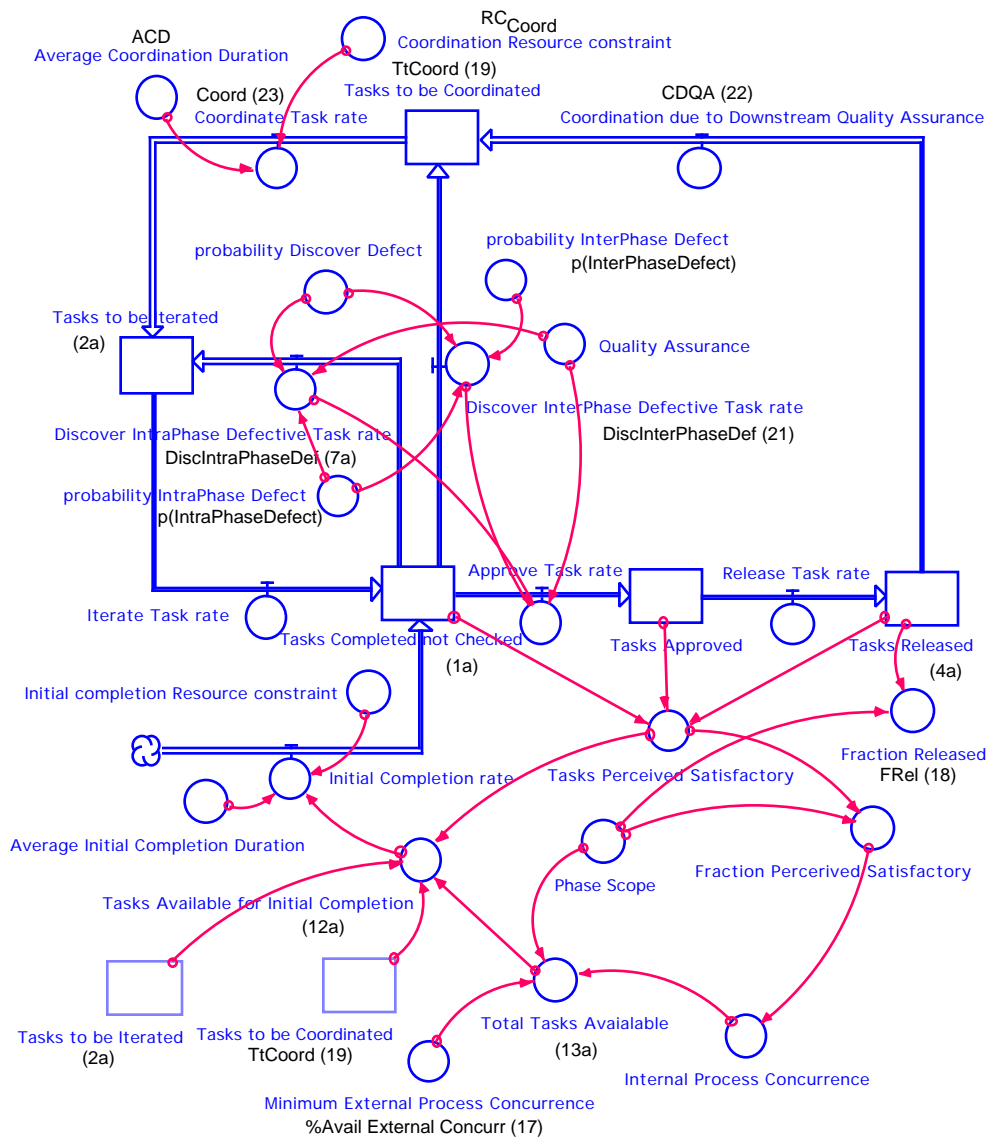 ACD
Average Coordination Duration
RC Coord
Coordination Resource constraint
TtCoord (19)
Tasks to be Coordinated
Coord (23)
Coordinate Task rate
CDQA (22)
Coordination due to Downstream Quality Assurance
probability Discover Defect
probability InterPhase Defect
p(InterPhaseDefect)
Tasks to be Iterated
(2a)
Quality Assurance
Discover IntraPhase Defective Task rate
DiscIntraPhaseDef (7a)
Discover InterPhase Defective Task rate
DiscInterPhaseDef (21)
probability IntraPhase Defect
p(IntraPhaseDefect)
Iterate Task rate
Approve Task rate
Release Task rate
Tasks Completed not Checked
(1a)
Tasks Approved
Tasks Released
(4a)
Initial completion Resource constraint
Initial Completion rate
Tasks Perceived Satisfactory
Fraction Released
FRel (18)
Average Initial Completion Duration
Phase Scope
Fraction Perceived Satisfactory
Tasks Available for Initial Completion
(12a)
Tasks to be Iterated
(2a)
Tasks to be Coordinated
TtCoord (19)
Total Tasks Avaialable
(13a)
Internal Process Concurrence
Minimum External Process Concurrence
%Avail External Concurr (17)